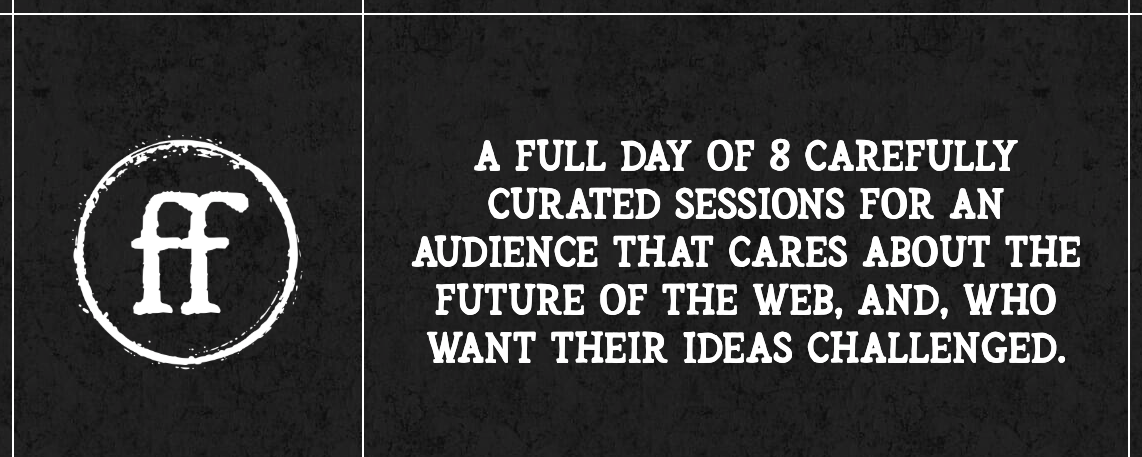 ff
A FULL DAY OF 8 CAREFULLY
CURATED SESSIONS FOR AN
AUDIENCE THAT CARES ABOUT THE
FUTURE OF THE WEB, AND, WHO
WANT THEIR IDEAS CHALLENGED.